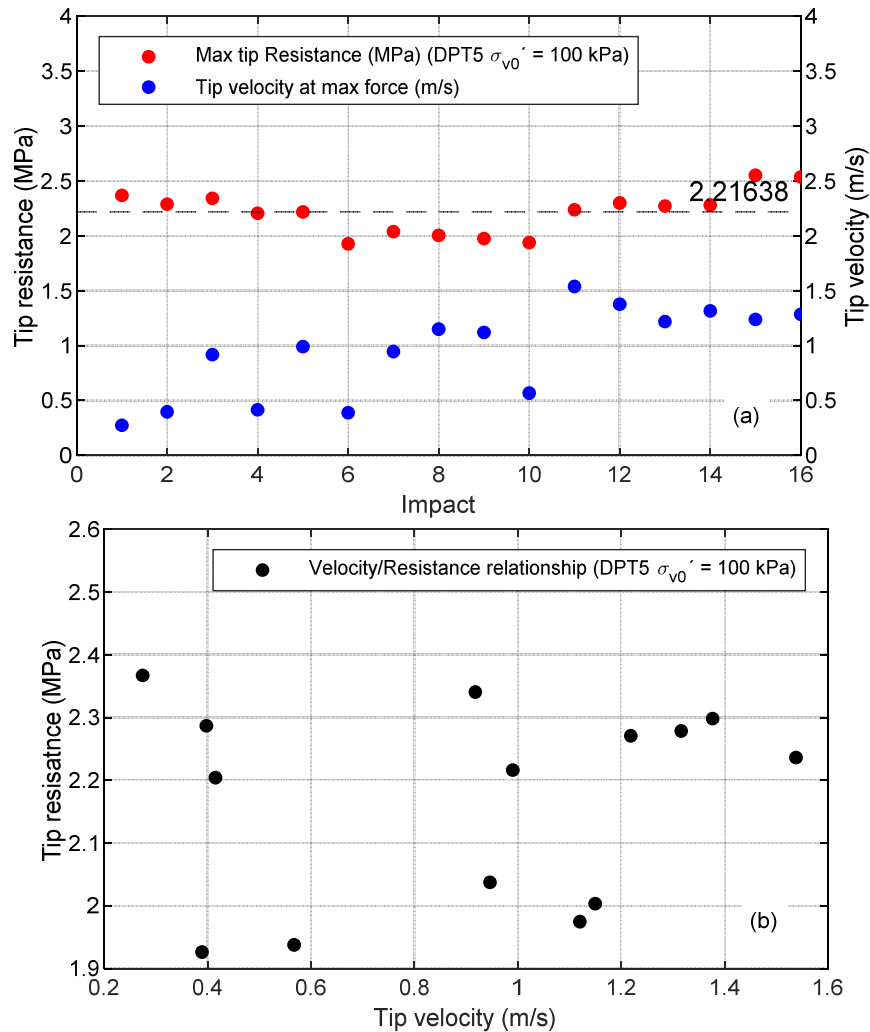 4
3.5
3
2.5
2
1.5
1
0.5
0
Tip resistance (MPa)
Max tip Resistance (MPa) (DPT5 σv0´ = 100 kPa)
Tip velocity at max force (m/s)
2.21638
(a)
4
3.5
3
2.5
2
1.5
1
0.5
0
Tip velocity (m/s)
0 2 4 6 8 10 12 14 16
Impact
2.6
2.5
2.4
2.3
2.2
2.1
2
1.9
Tip resisatnce (MPa)
Velocity/Resistance relationship (DPT5 σv0´ = 100 kPa)
(b)
0.2 0.4 0.6 0.8 1 1.2 1.4 1.6
Tip velocity (m/s)